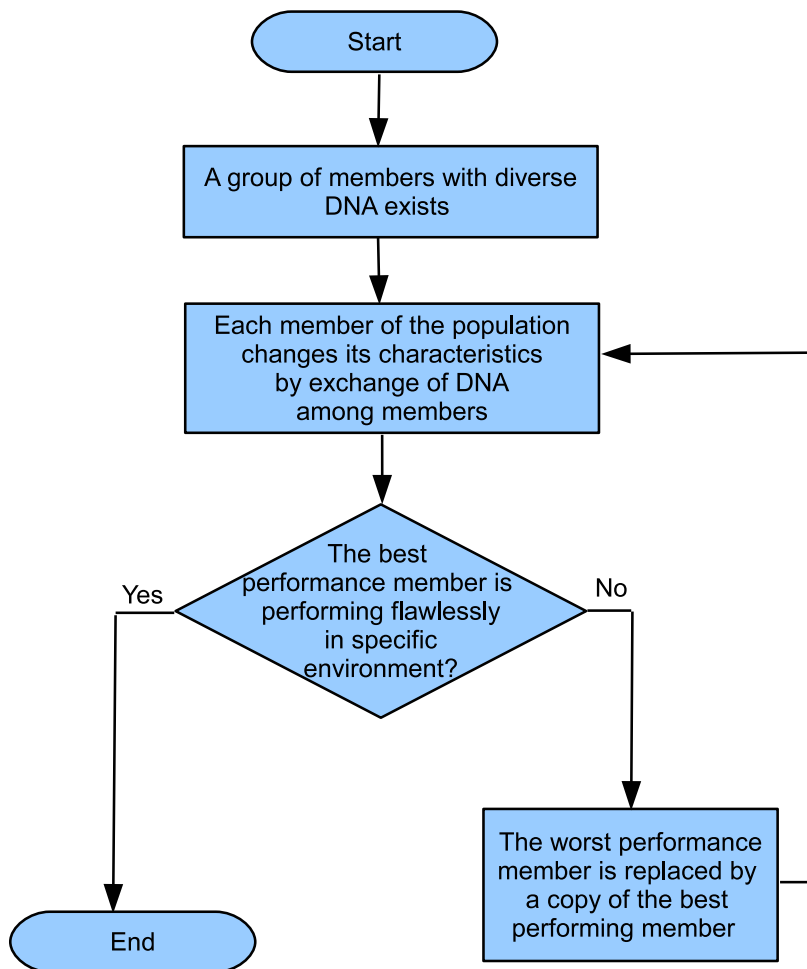 Start
A group of members with diverse
DNA exists
Each member of the population
changes its characteristics
by exchange of DNA
among members
The best
performance member is
performing flawlessly
in specific
environment?
Yes
No
The worst performance
member is replaced by
a copy of the best
performing member
End